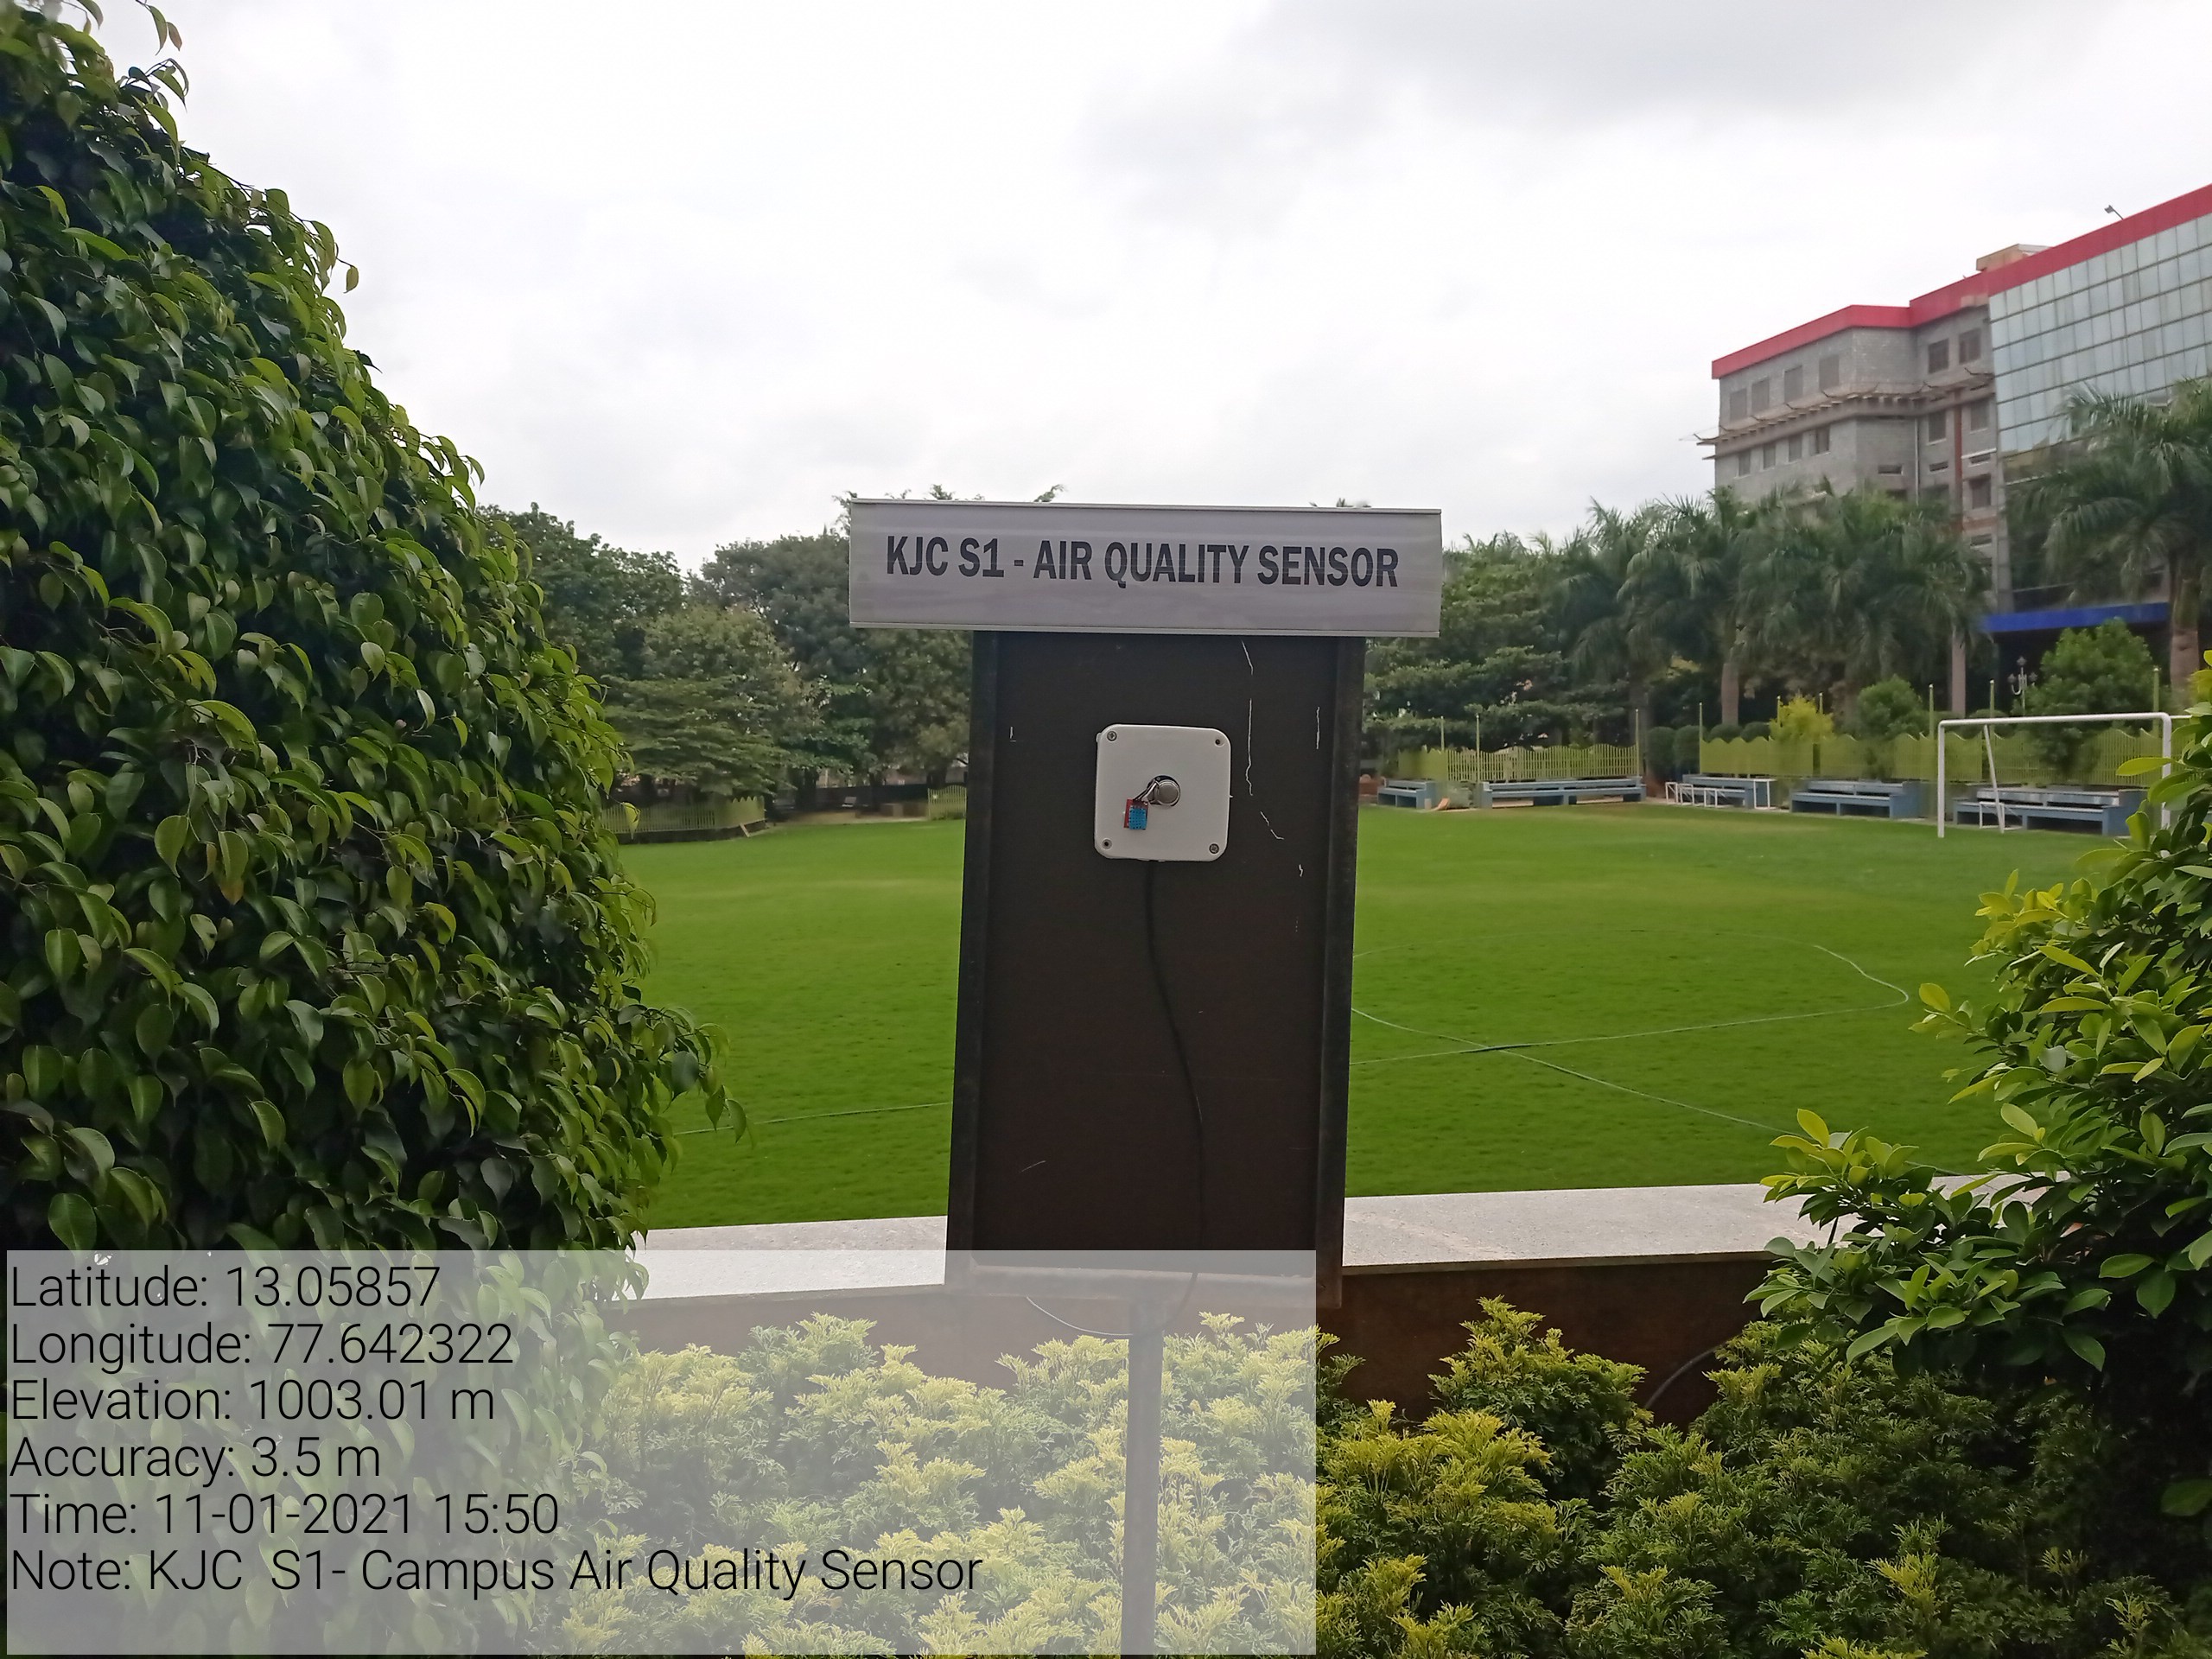 KJC S1 - AIR QUALITY SENSOR
Latitude: 13.05857
Longitude: 77.642322
Elevation: 1003.01 m
Accuracy: 3.5 m
Time: 11-01-2021 15:50
Note: KJC  S1- Campus Air Quality Sensor